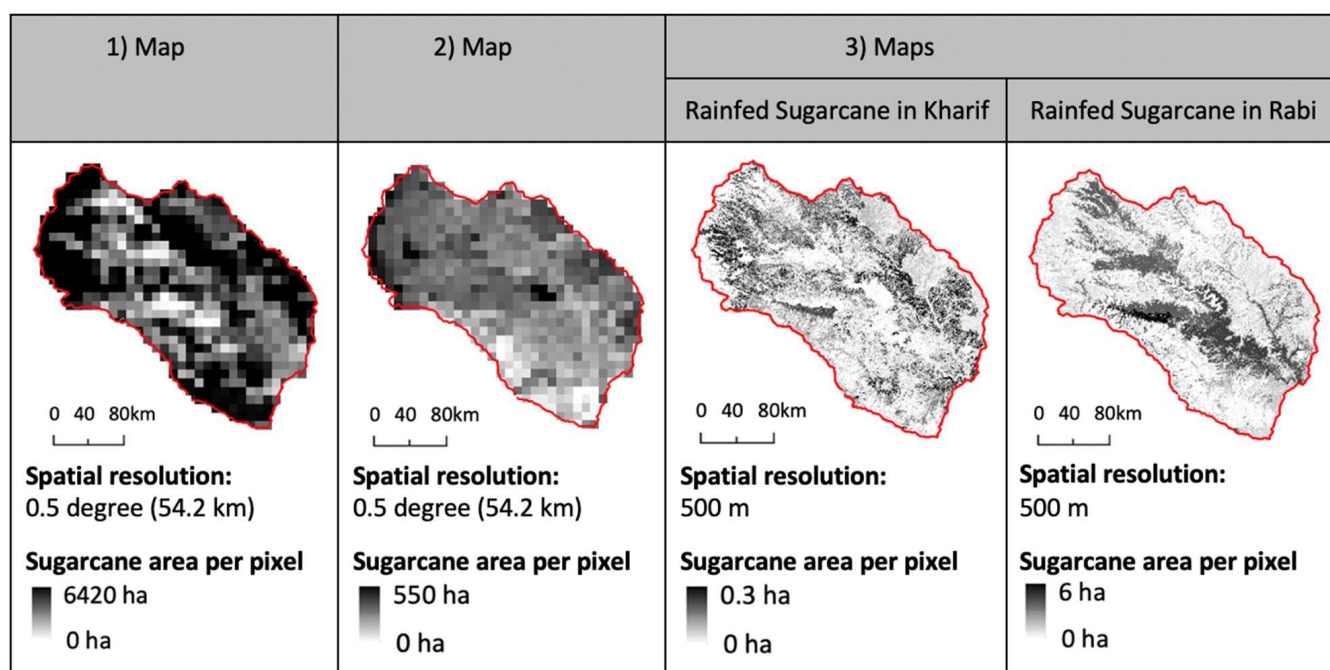 1) Map
2) Map
3) Maps
Rainfed Sugarcane in Kharif
Rainfed Sugarcane in Rabi
0 40 80km
Spatial resolution:
0.5 degree (54.2 km)
Sugarcane area per pixel
6420 ha
0 ha
0 40 80km
Spatial resolution:
0.5 degree (54.2 km)
Sugarcane area per pixel
550 ha
0 ha
0 40 80km
Spatial resolution:
500 m
Sugarcane area per pixel
0.3 ha
0 ha
0 40 80km
Spatial resolution:
500 m
Sugarcane area per pixel
6 ha
0 ha